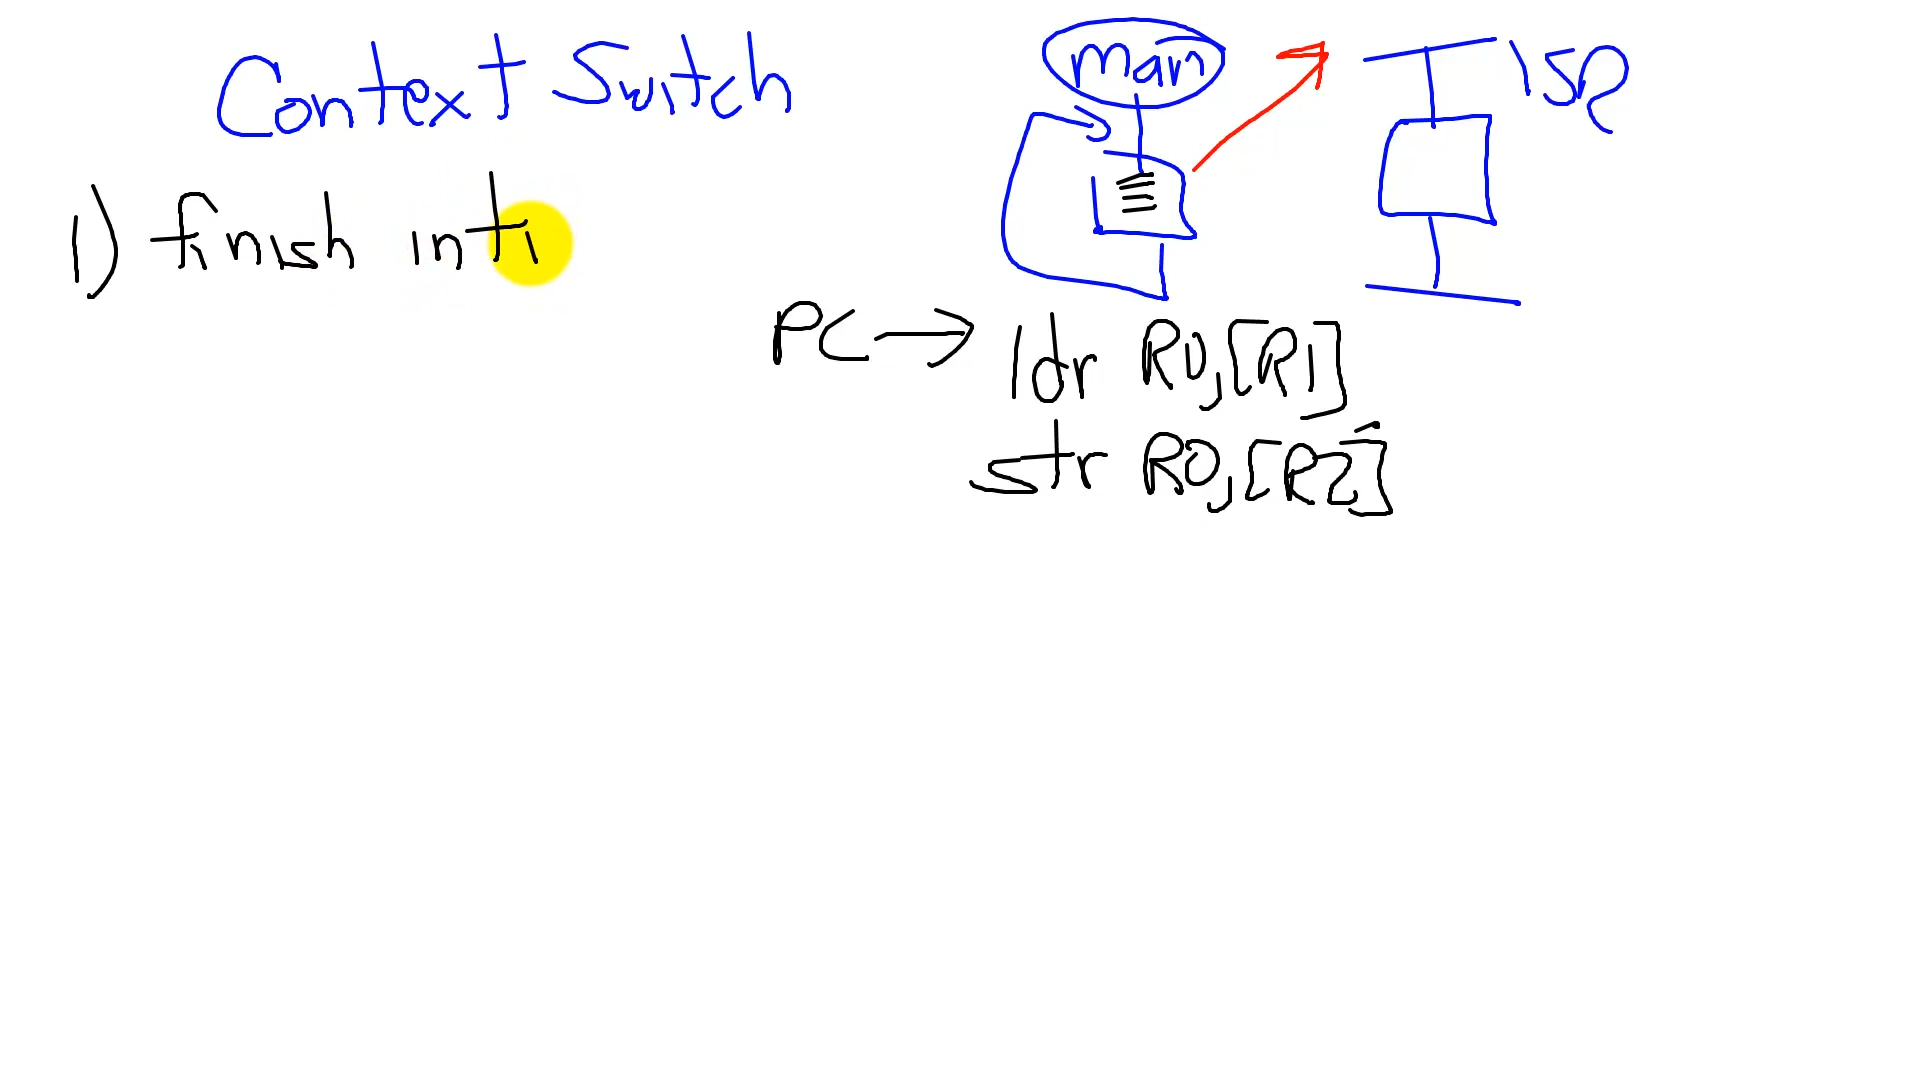 Context Switch
main
ISR
1) finish inti
PC → ldr R0,[R1]
str R0,[R2]